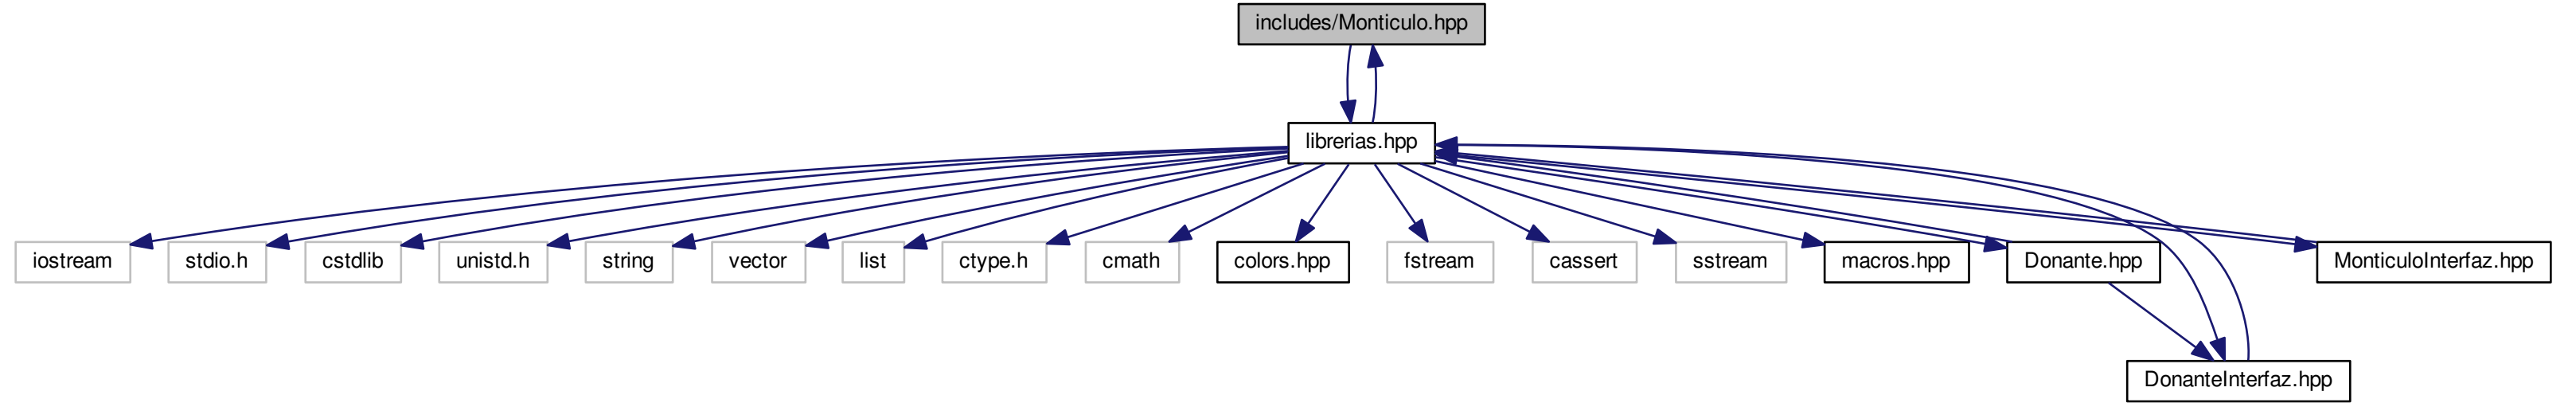 includes/Monticulo.hpp
librerias.hpp
iostream
stdio.h
cstdlib
unistd.h
string
vector
list
ctype.h
cmath
colors.hpp
fstream
cassert
sstream
macros.hpp
Donante.hpp
MonticuloInterfaz.hpp
DonanteInterfaz.hpp